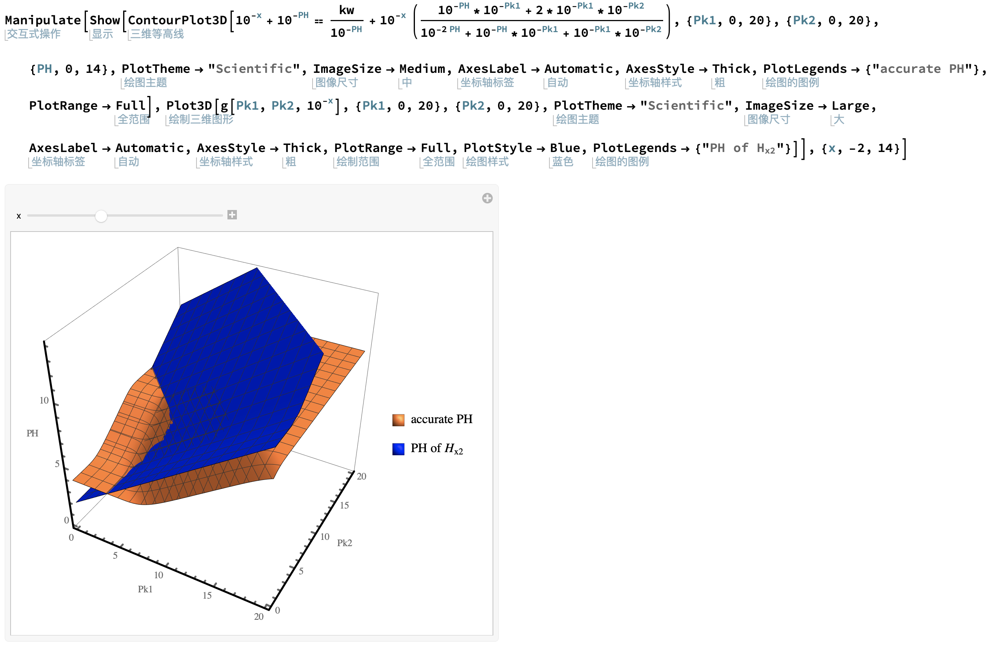 Manipulate[Show[ContourPlot3D[10^-x + 10^-PH == kw/10^-PH + 10^-x ((10^-PH * 10^-Pk1 + 2 * 10^-Pk1 * 10^-Pk2)/(10^-2 PH + 10^-PH * 10^-Pk1 + 10^-Pk1 * 10^-Pk2)), {Pk1, 0, 20}, {Pk2, 0, 20},
交互式操作 显示 三维等高线
{PH, 0, 14}, PlotTheme → "Scientific", ImageSize → Medium, AxesLabel → Automatic, AxesStyle → Thick, PlotLegends → {"accurate PH"},
绘图主题 图像尺寸 中 坐标轴标签 自动 坐标轴样式 粗 绘图的图例
PlotRange → Full], Plot3D[g[Pk1, Pk2, 10^-x], {Pk1, 0, 20}, {Pk2, 0, 20}, PlotTheme → "Scientific", ImageSize → Large,
全范围 绘制三维图形 绘图主题 图像尺寸 大
AxesLabel → Automatic, AxesStyle → Thick, PlotRange → Full, PlotStyle → Blue, PlotLegends → {"PH of H_x2"}]], {x, -2, 14}]
坐标轴标签 自动 坐标轴样式 粗 绘制范围 全范围 绘图样式 蓝色 绘图的图例
x
10
PH
5
0
0
5
10
Pk1
15
20
0
5
10
Pk2
15
20
accurate PH
PH of H_x2